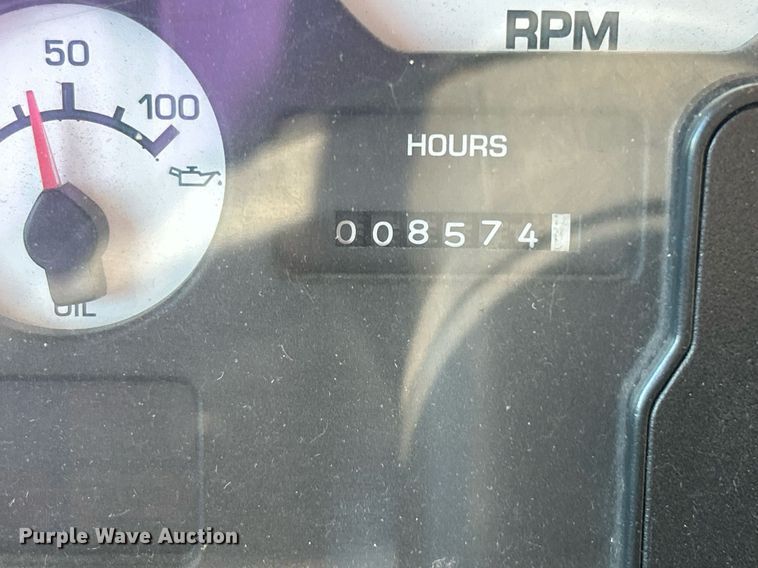 RPM
50
100
HOURS
008574
OIL
Purple Wave Auction